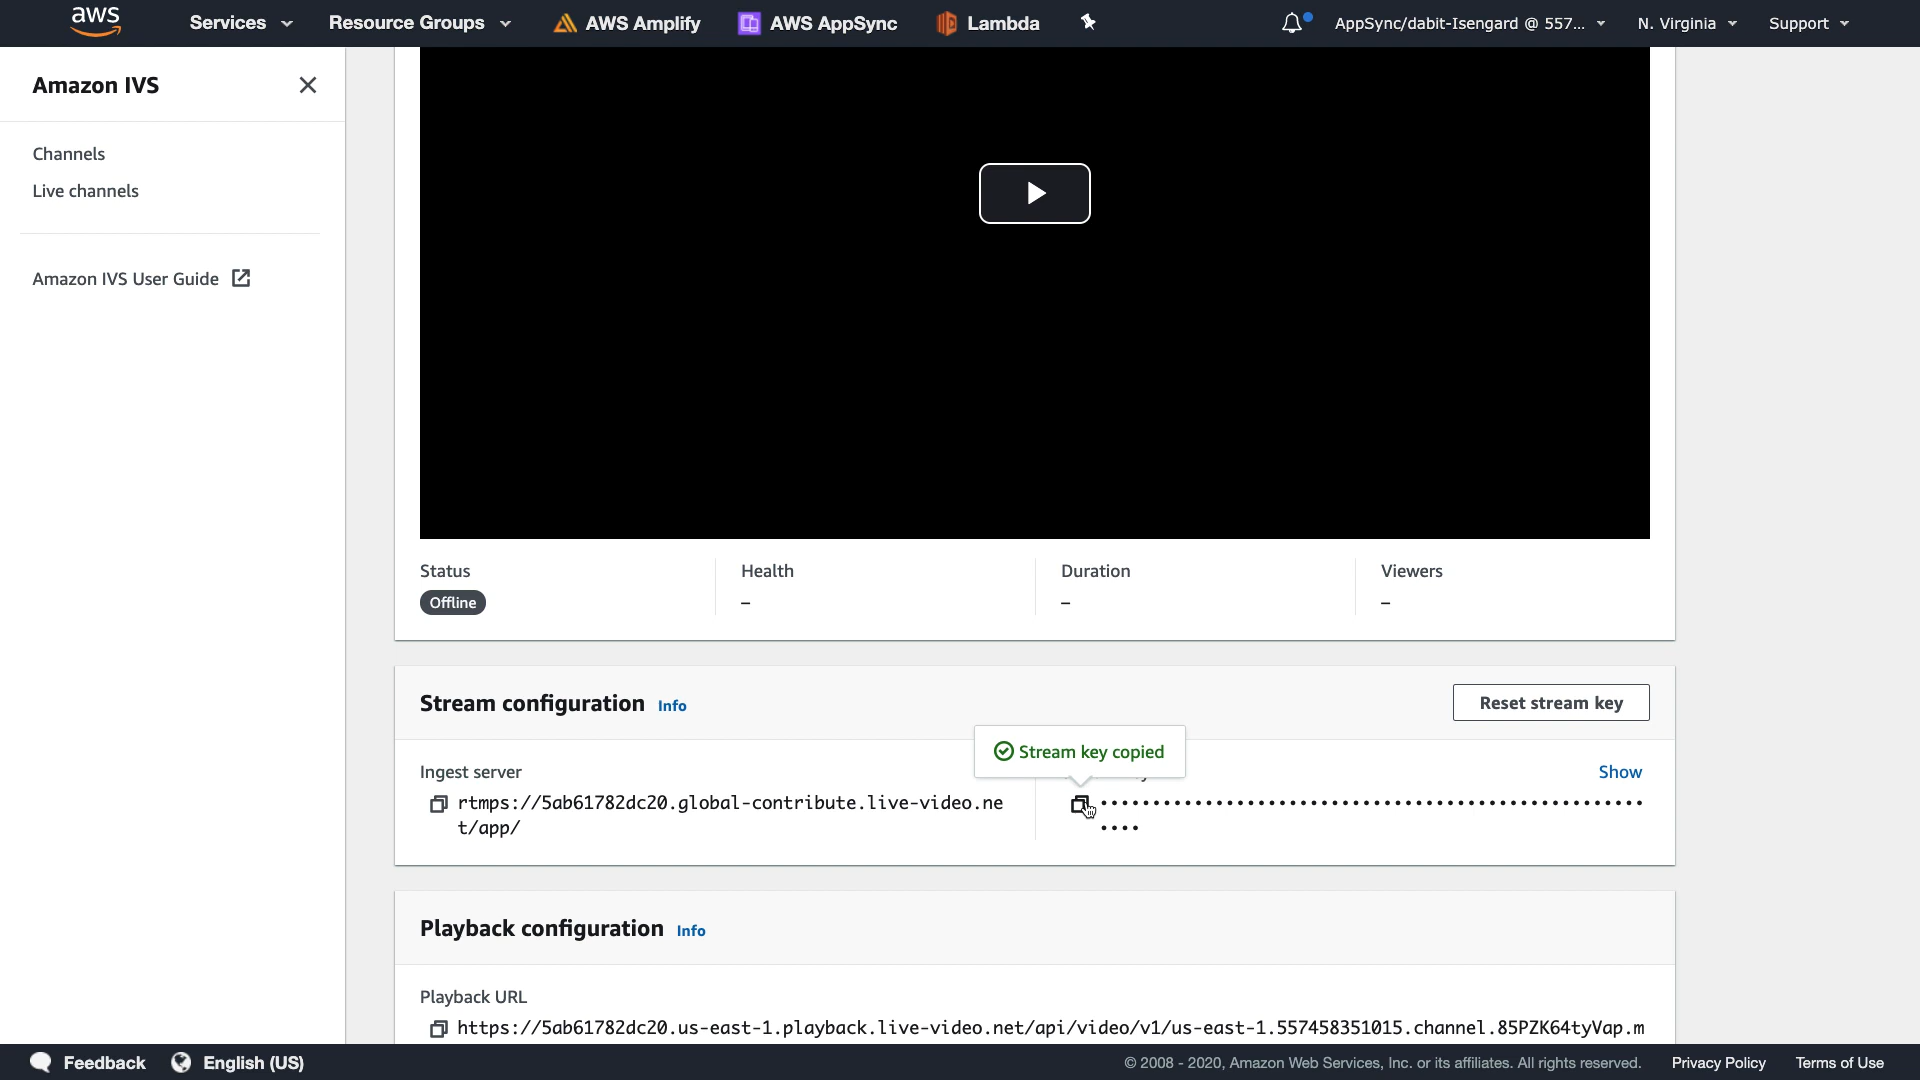 aws
Services
Resource Groups
AWS Amplify
AWS AppSync
Lambda
AppSync/dabit-Isengard @ 557...
N. Virginia
Support
Amazon IVS
Channels
Live channels
Amazon IVS User Guide
Status
Offline
Health
–
Duration
–
Viewers
–
Stream configuration Info
Reset stream key
Stream key copied
Ingest server
rtmps://5ab61782dc20.global-contribute.live-video.ne
t/app/
Show
••••••••••••••••••••••••••••••••••••••••••••••••••••
••••
Playback configuration Info
Playback URL
https://5ab61782dc20.us-east-1.playback.live-video.net/api/video/v1/us-east-1.557458351015.channel.85PZK64tyVap.m
Feedback
English (US)
© 2008 - 2020, Amazon Web Services, Inc. or its affiliates. All rights reserved.
Privacy Policy
Terms of Use